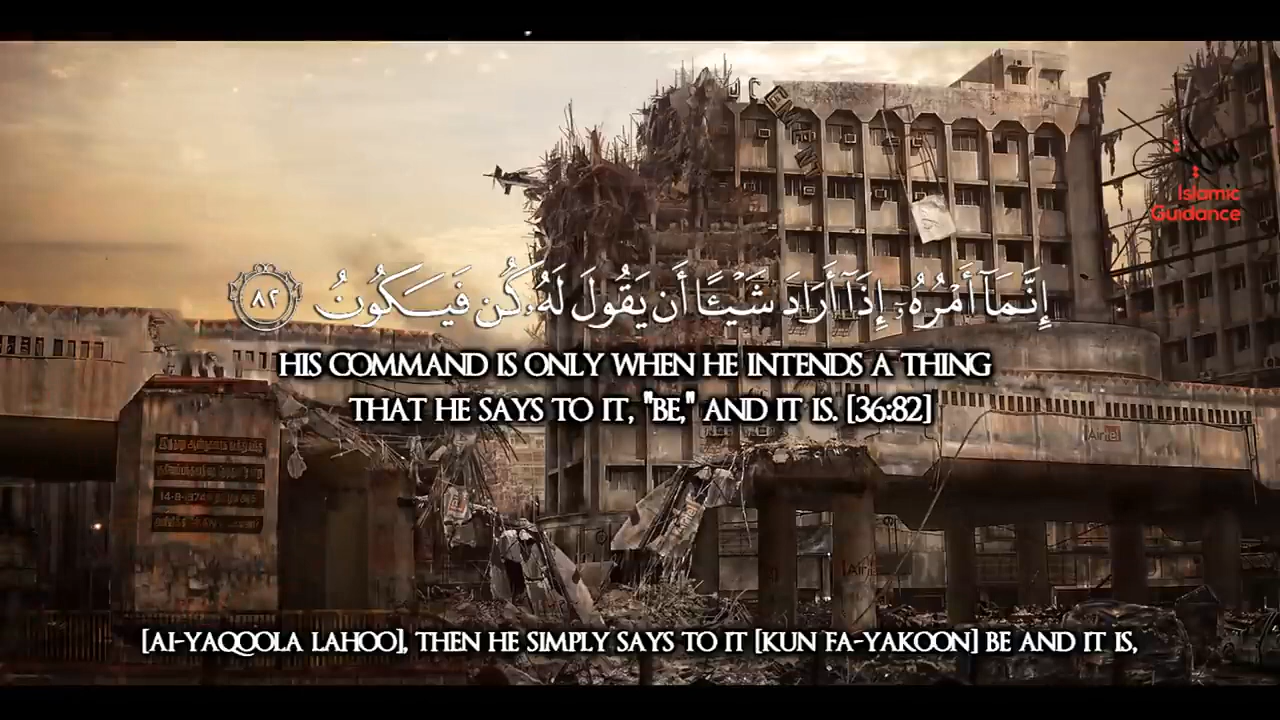 Islamic
Guidance
إِنَّمَآ أَمْرُهُۥٓ إِذَآ أَرَادَ شَيْـًٔا أَن يَقُولَ لَهُۥ كُن فَيَكُونُ ٨٢
HIS COMMAND IS ONLY WHEN HE INTENDS A THING
THAT HE SAYS TO IT, "BE," AND IT IS. [36:82]
Airtel
Airtel
[AI-YAQOOLA LAHOO], THEN HE SIMPLY SAYS TO IT [KUN FA-YAKOON] BE AND IT IS,